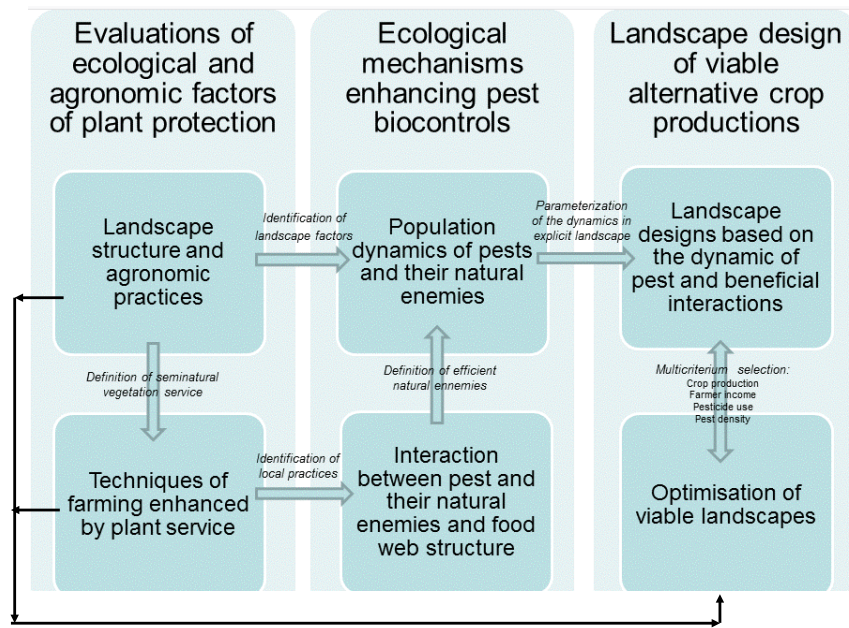 Evaluations of
ecological and
agronomic factors
of plant protection
Ecological
mechanisms
enhancing pest
biocontrols
Landscape design
of viable
alternative crop
productions
Landscape
structure and
agronomic
practices
Identification of
landscape factors
Population
dynamics of pests
and their natural
enemies
Parameterization
of the dynamics in
explicit landscape
Landscape
designs based on
the dynamic of
pest and beneficial
interactions
Definition of seminatural
vegetation service
Definition of efficient
natural ennemies
Multicriterium selection:
Crop production
Farmer income
Pesticide use
Pest density
Techniques of
farming enhanced
by plant service
Identification of
local practices
Interaction
between pest and
their natural
enemies and food
web structure
Optimisation of
viable landscapes